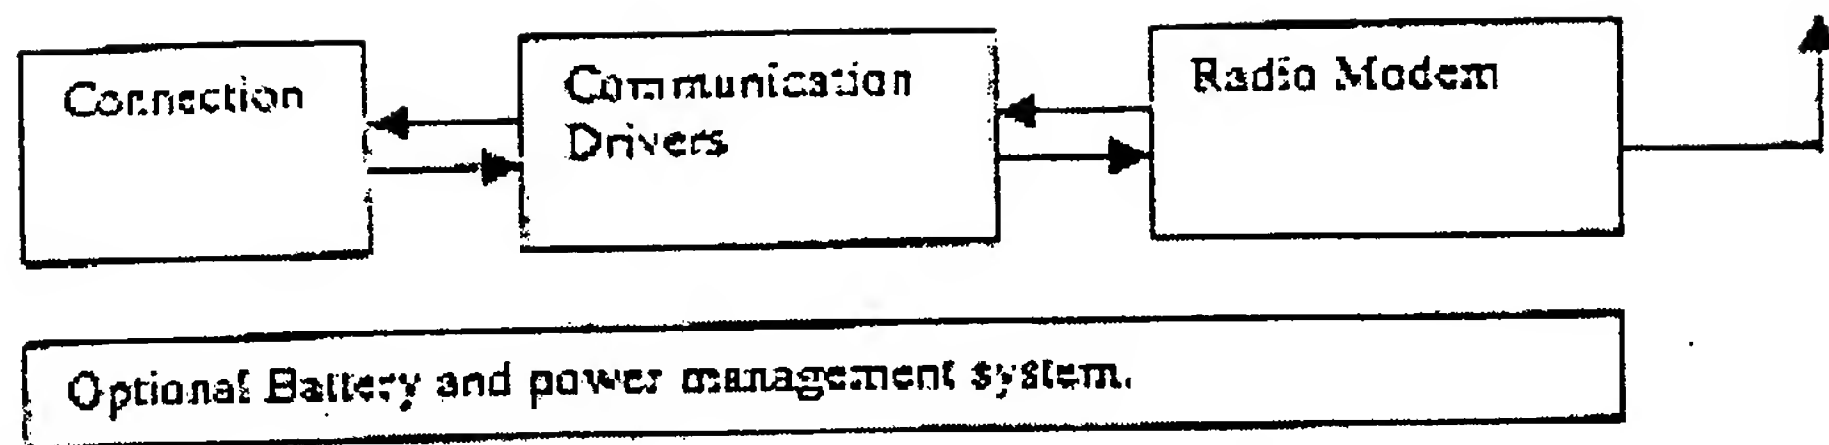 Connection
Communication
Drivers
Radio Modem
Optional Battery and power management system.